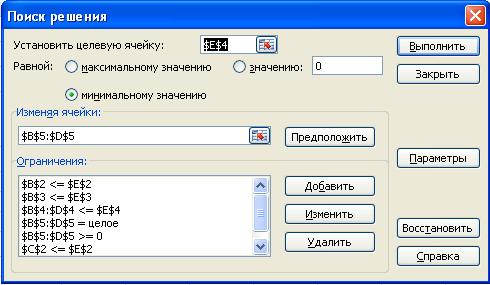 Поиск решения
Установить целевую ячейку: $E$4 Выполнить
Равной: максимальному значению значению: 0 Закрыть
минимальному значению
Изменяя ячейки:
$B$5:$D$5 Предположить
Ограничения: Параметры
$B$2 <= $E$2 Добавить
$B$3 <= $E$3
$B$4:$D$4 <= $E$4 Изменить
$B$5:$D$5 = целое Восстановить
$B$5:$D$5 >= 0 Удалить
$C$2 <= $E$2 Справка